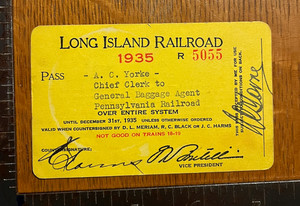 LONG ISLAND RAILROAD
1935 R 5055
PASS - A. C. Yorke -
Chief Clerk to
General Baggage Agent
Pennsylvania Railroad
OVER ENTIRE SYSTEM
UNTIL DECEMBER 31ST, 1935 UNLESS OTHERWISE ORDERED
VALID WHEN COUNTERSIGNED BY D. L. MERIAM, R. C. BLACK OR J. C. HARMS
NOT GOOD ON TRAINS 18-19
COUNTERSIGNATURE:
VICE PRESIDENT